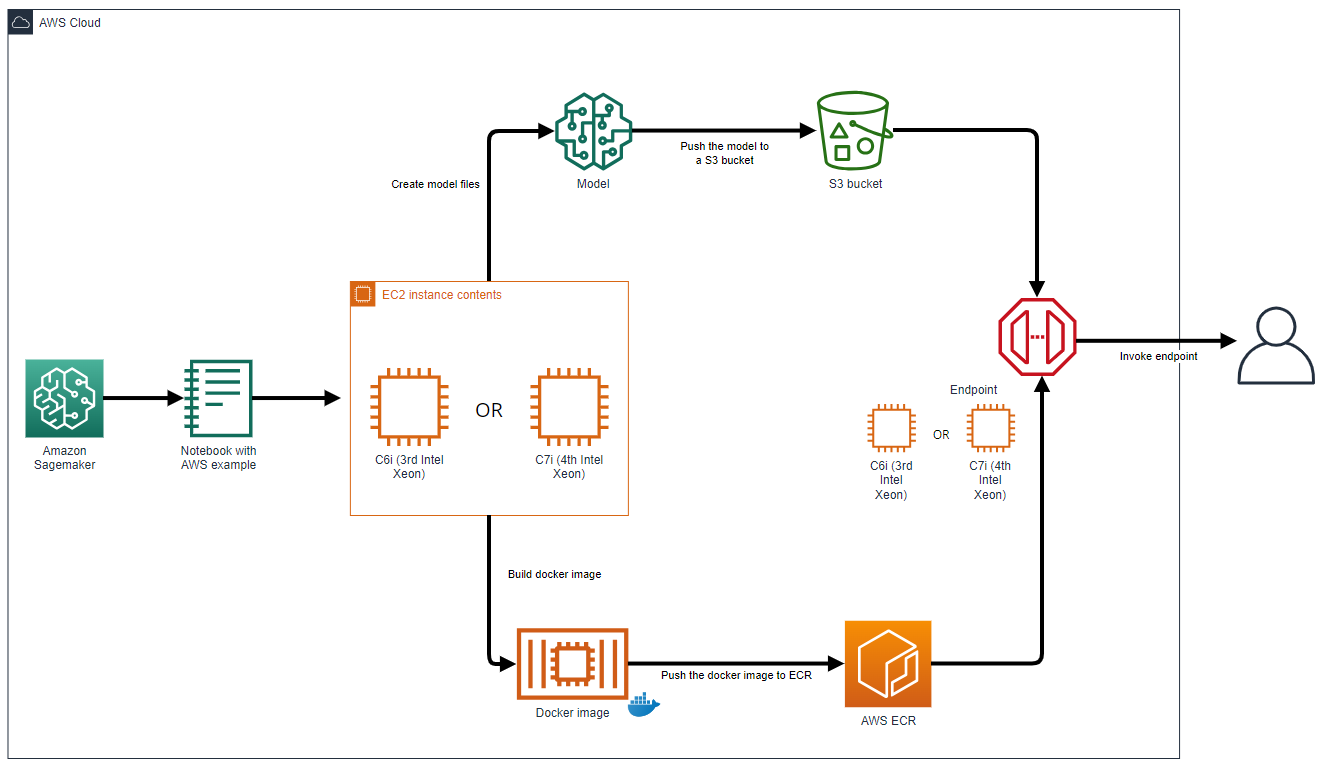 AWS Cloud
Create model files
Model
Push the model to
a S3 bucket
S3 bucket
EC2 instance contents
Amazon
Sagemaker
Notebook with
AWS example
C6i (3rd Intel
Xeon)
OR
C7i (4th Intel
Xeon)
Invoke endpoint
Endpoint
C6i (3rd
Intel
Xeon)
OR
C7i (4th
Intel
Xeon)
Build docker image
Docker image
Push the docker image to ECR
AWS ECR